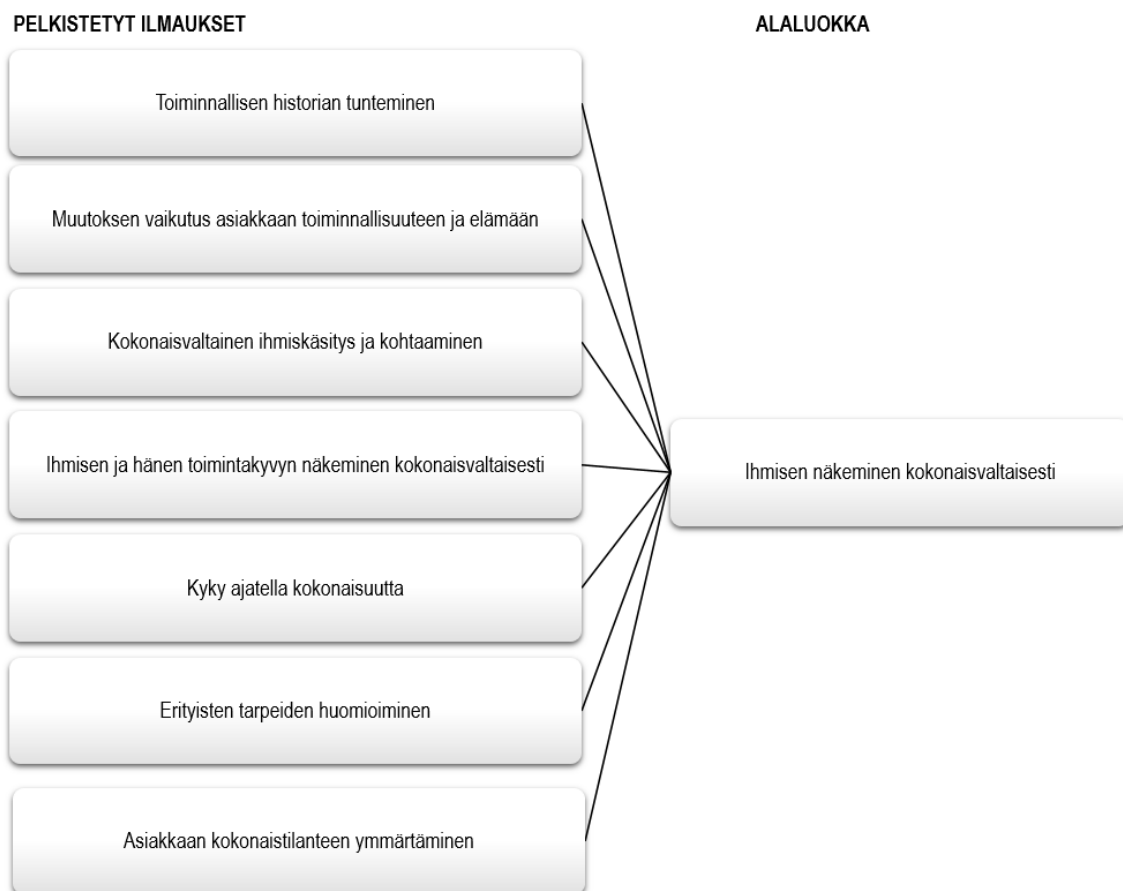 PELKISTETYT ILMAUKSET
ALALUOKKA
Toiminnallisen historian tunteminen
Muutoksen vaikutus asiakkaan toiminnallisuuteen ja elämään
Kokonaisvaltainen ihmiskäsitys ja kohtaaminen
Ihmisen ja hänen toimintakyvyn näkeminen kokonaisvaltaisesti
Kyky ajatella kokonaisuutta
Erityisten tarpeiden huomioiminen
Asiakkaan kokonaistilanteen ymmärtäminen
Ihmisen näkeminen kokonaisvaltaisesti